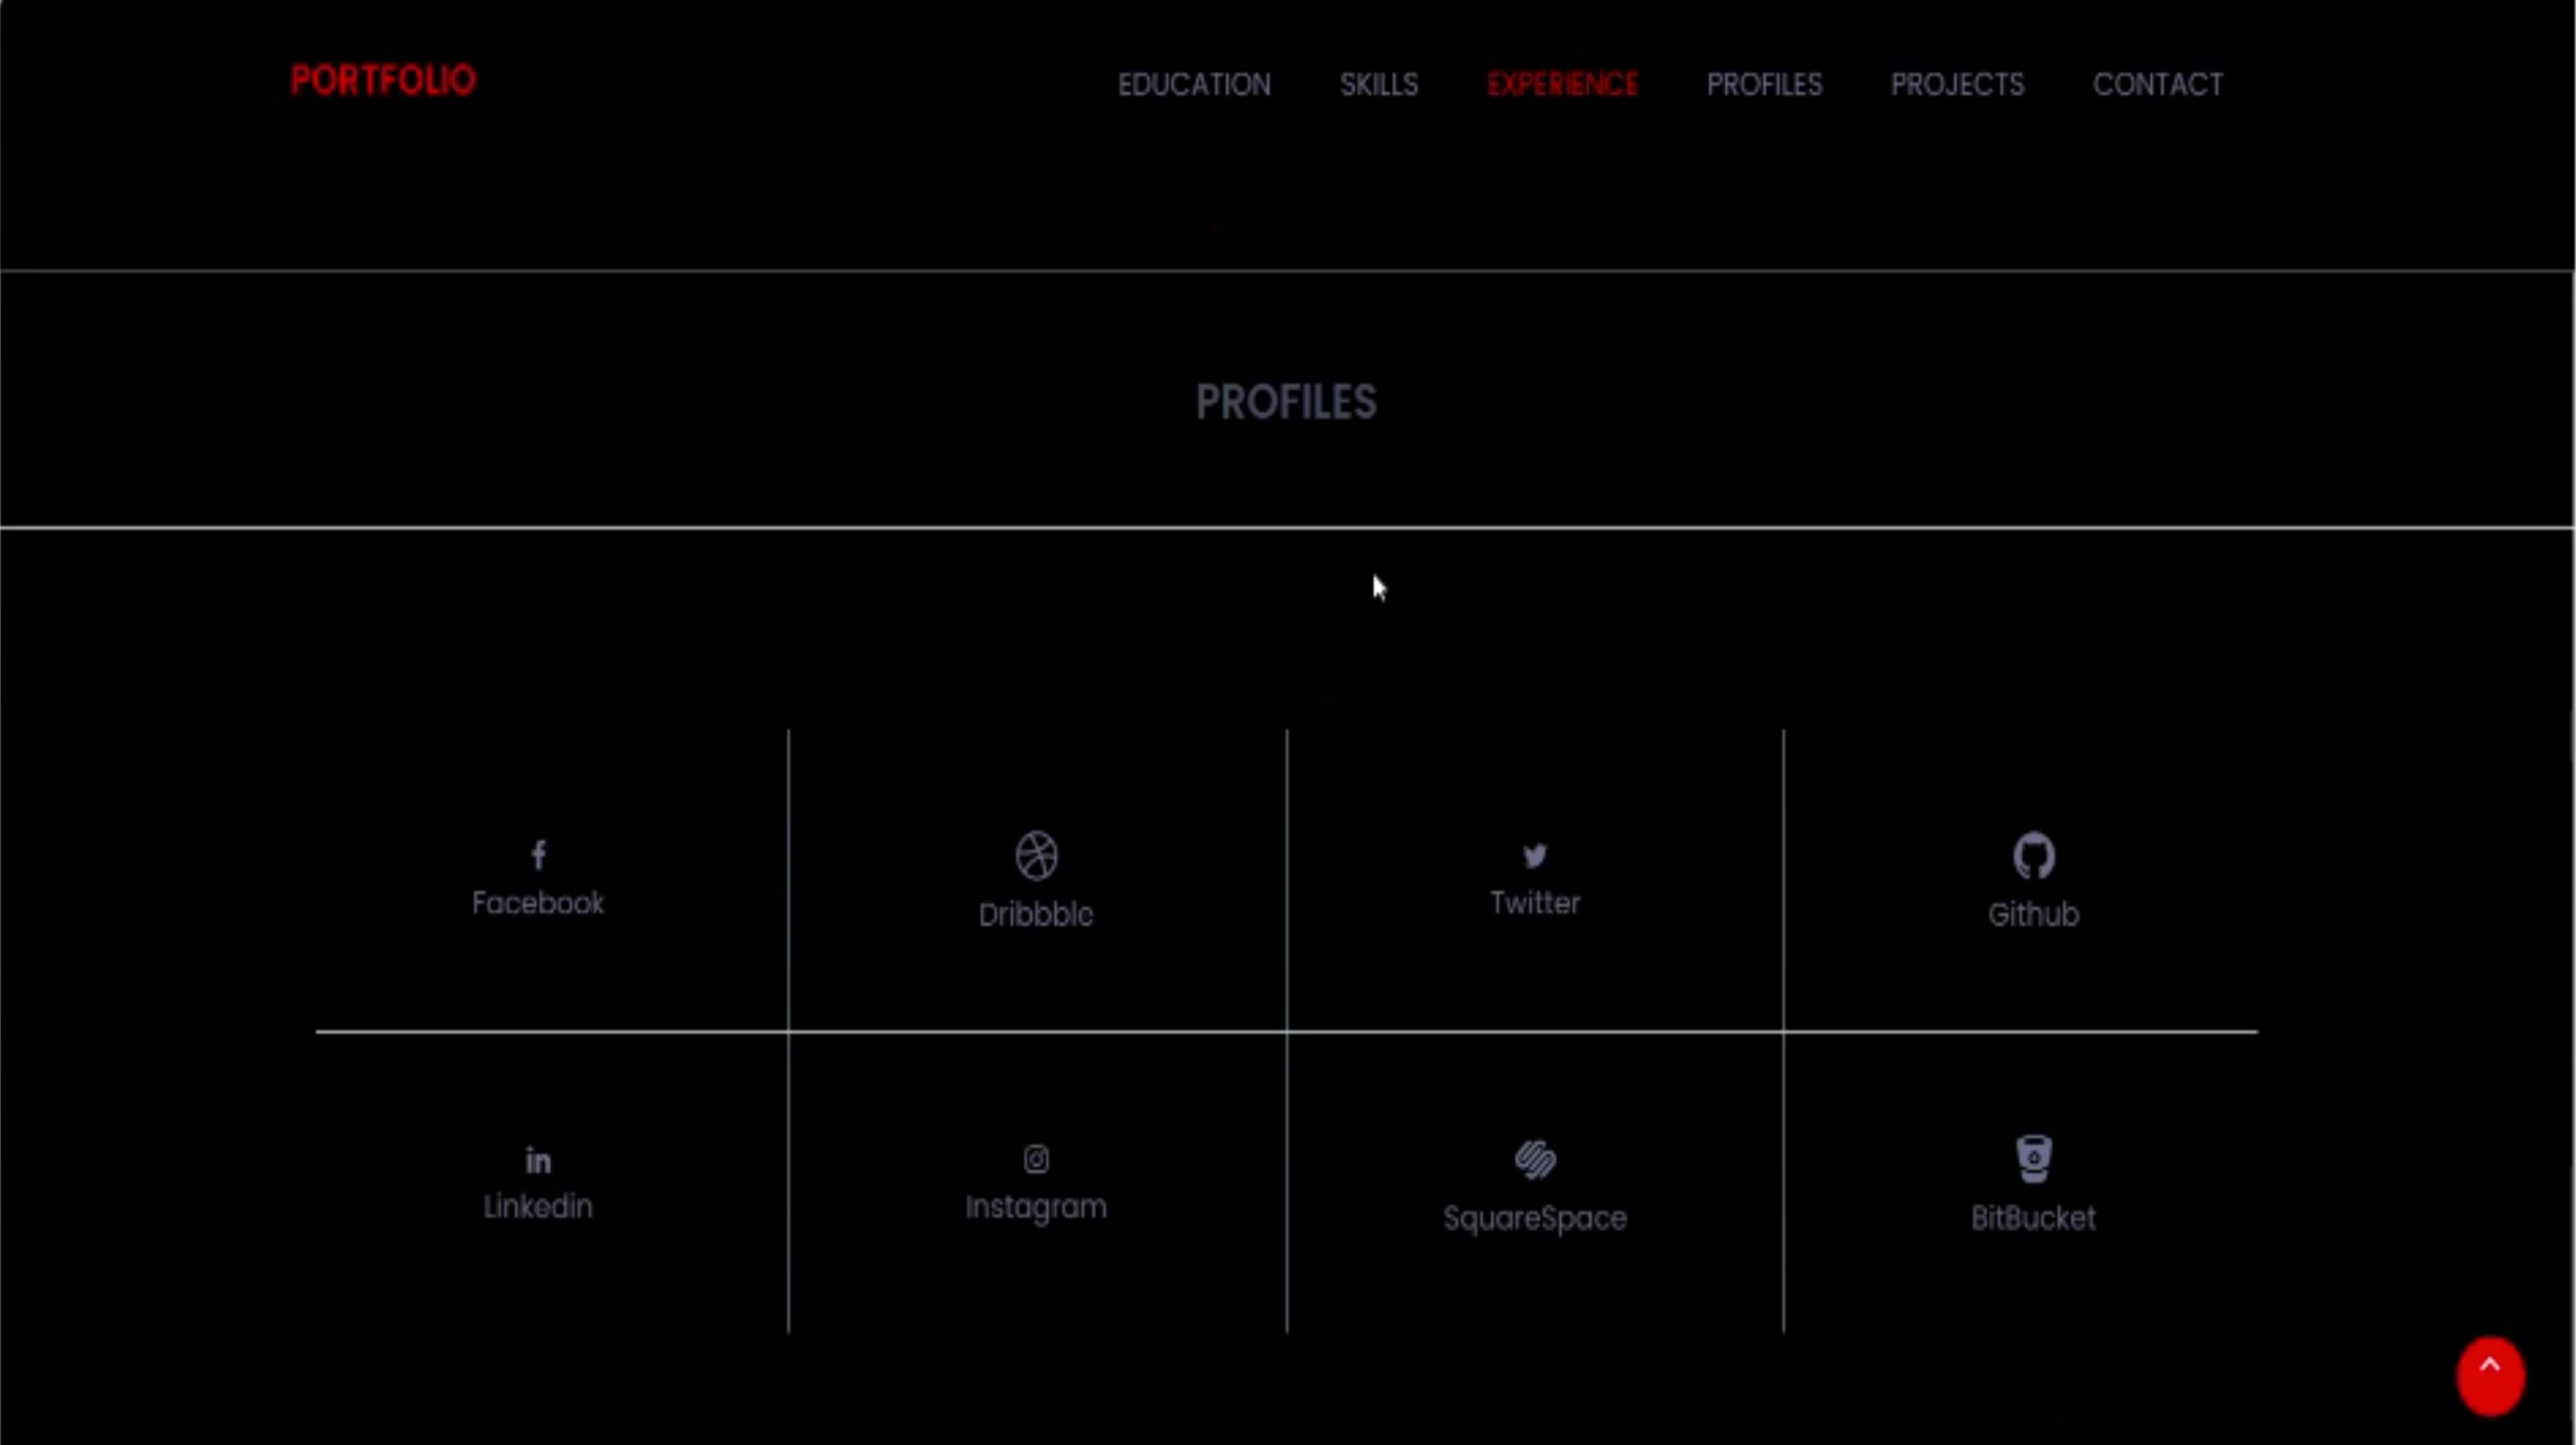 PORTFOLIO
EDUCATION SKILLS EXPERIENCE PROFILES PROJECTS CONTACT
PROFILES
Facebook
Dribbble
Twitter
Github
Linkedin
Instagram
SquareSpace
BitBucket